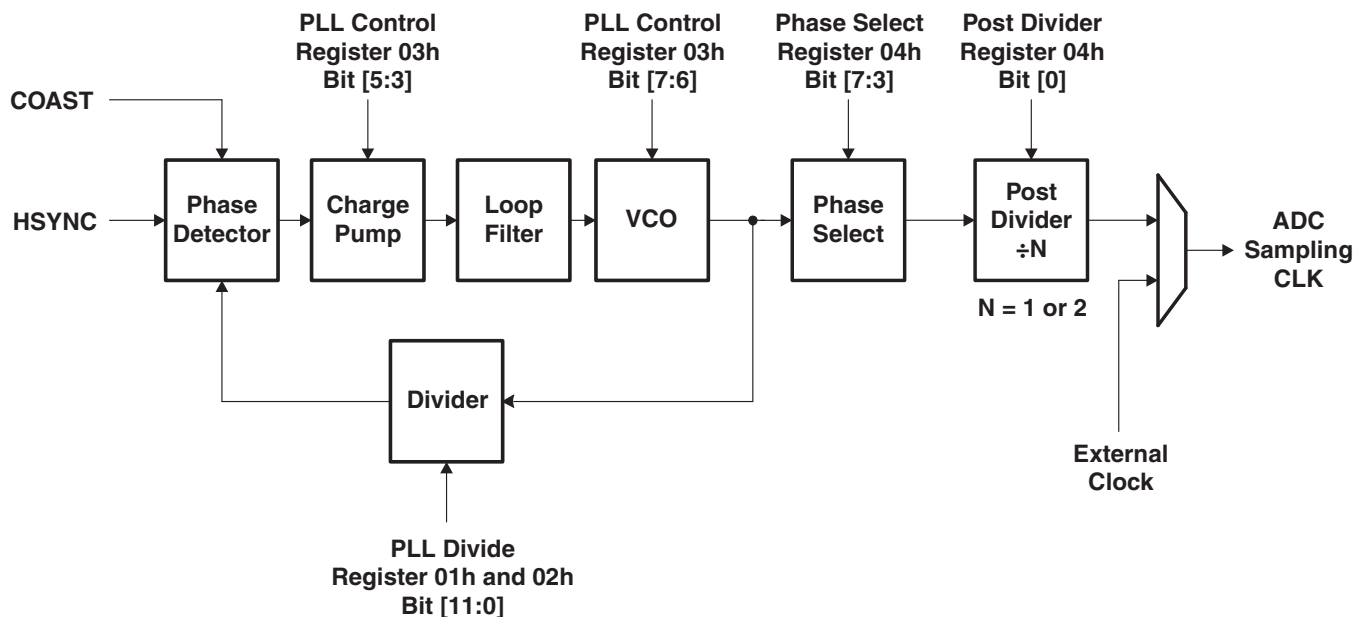 PLL Control
Register 03h
Bit [5:3]
PLL Control
Register 03h
Bit [7:6]
Phase Select
Register 04h
Bit [7:3]
Post Divider
Register 04h
Bit [0]
COAST
HSYNC
Phase
Detector
Charge
Pump
Loop
Filter
VCO
Phase
Select
Post
Divider
÷N
N = 1 or 2
ADC
Sampling
CLK
Divider
External
Clock
PLL Divide
Register 01h and 02h
Bit [11:0]